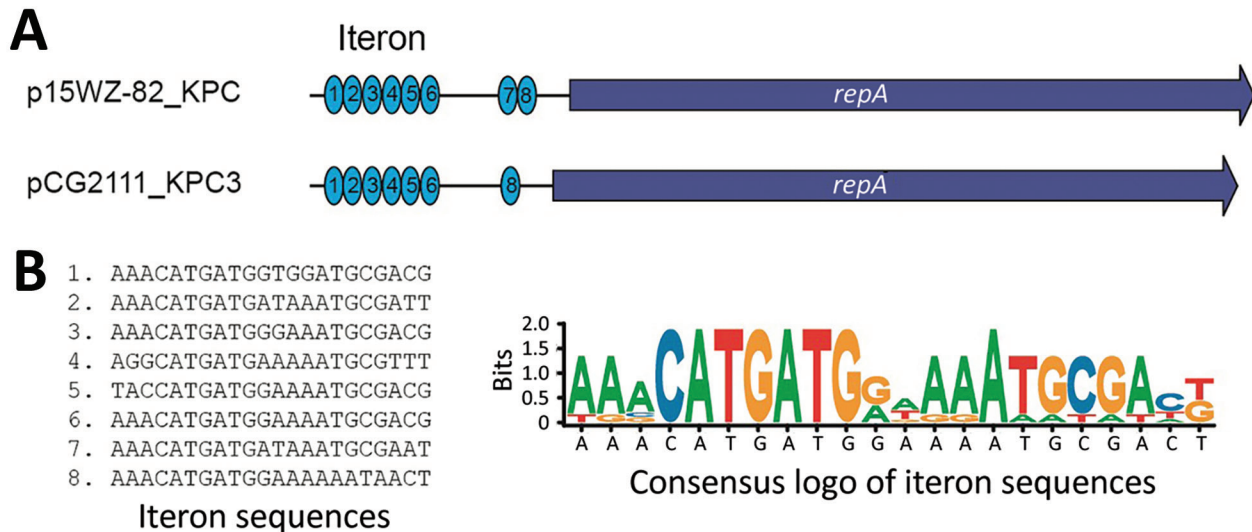 A
Iteron
p15WZ-82_KPC
1 2 3 4 5 6 7 8
repA
pCG2111_KPC3
1 2 3 4 5 6 8
repA
B
1. AAACATGATGGTGGATGCGACG
2. AAACATGATGATAAATGCGATT
3. AAACATGATGGGAAATGCGACG
4. AGGCATGATGAAAAATGCGTTT
5. TACCATGATGGAAAATGCGACG
6. AAACATGATGGAAAATGCGACG
7. AAACATGATGATAAATGCGAAT
8. AAACATGATGGAAAAAATAACT
Iteron sequences
Bits
2.0
1.5
1.0
0.5
0
A A A C A T G A T G G A A A A T G C G A C T
Consensus logo of iteron sequences